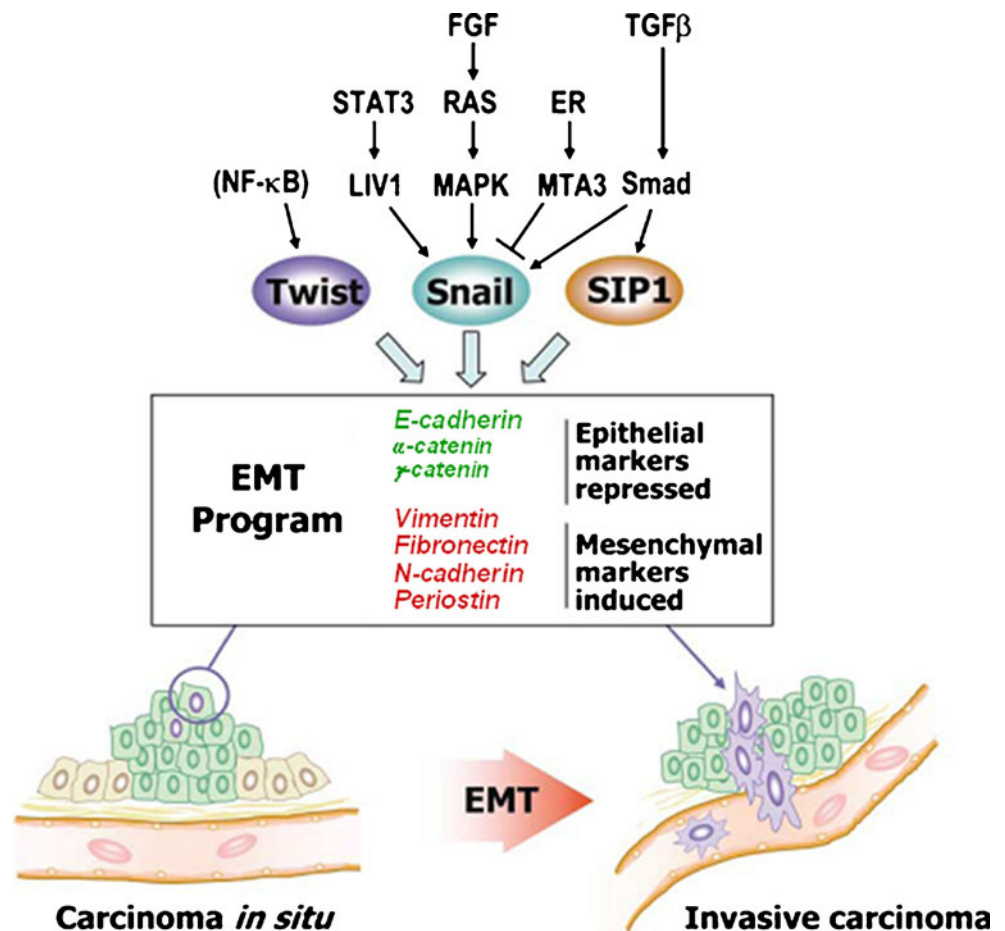 FGF TGFβ
STAT3 RAS ER
(NF-κB) LIV1 MAPK MTA3 Smad
Twist Snail SIP1
EMT
Program
E-cadherin
α-catenin
γ-catenin
Epithelial
markers
repressed
Vimentin
Fibronectin
N-cadherin
Periostin
Mesenchymal
markers
induced
EMT
Carcinoma in situ
Invasive carcinoma